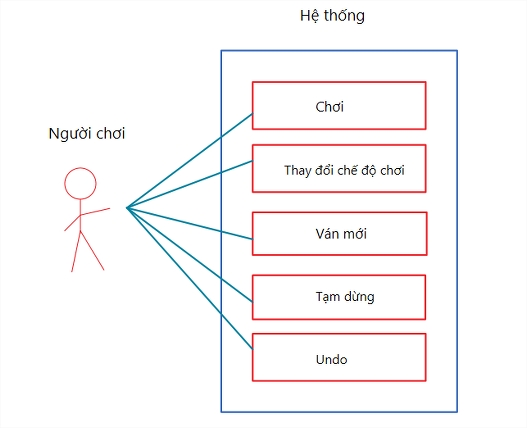 Hệ thống
Người chơi
Chơi
Thay đổi chế độ chơi
Ván mới
Tạm dừng
Undo